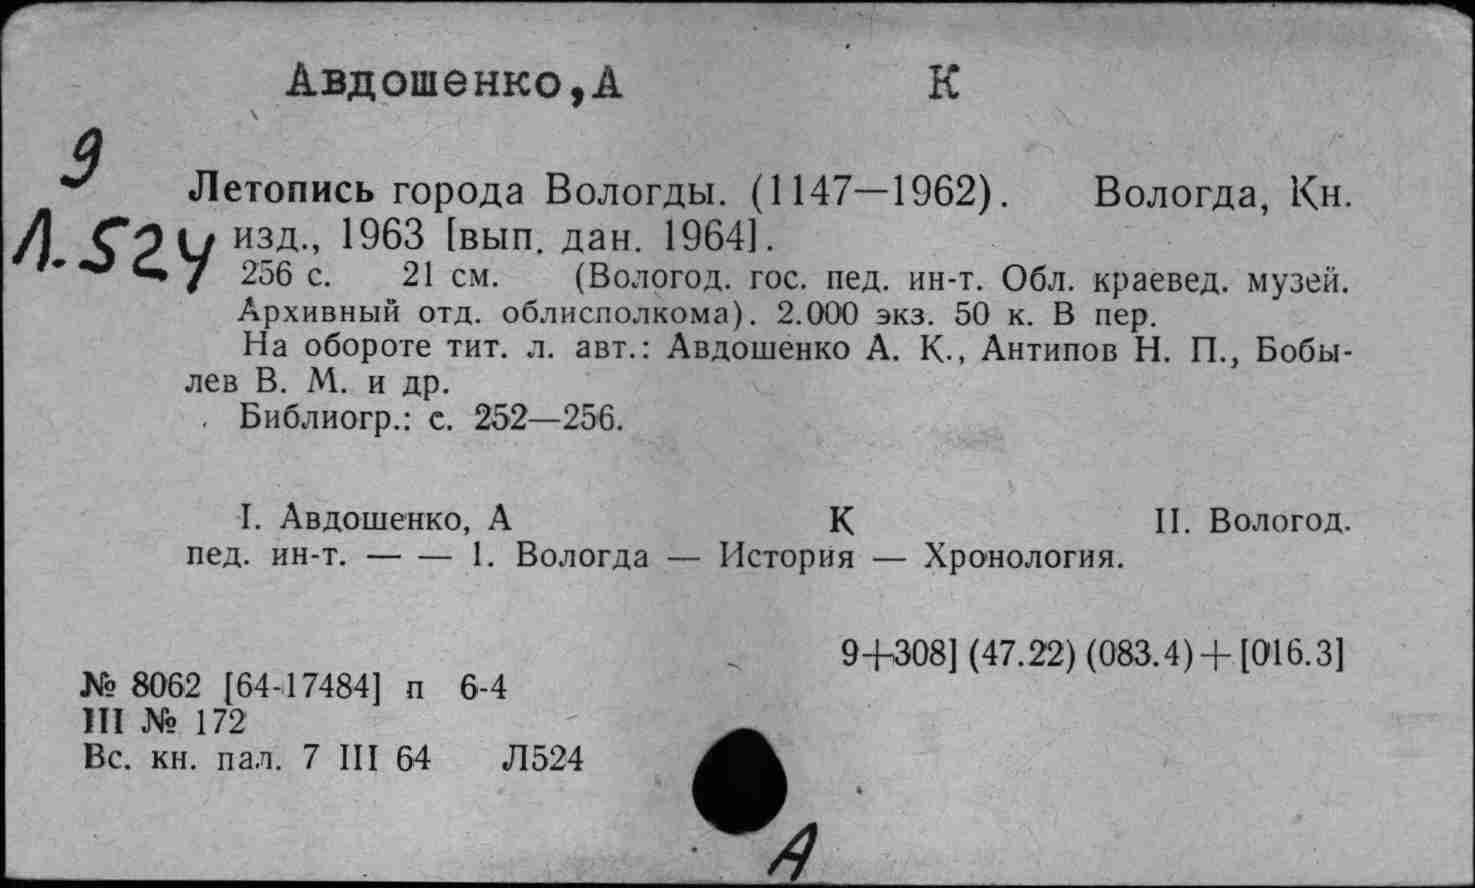 Авдошенко,А К
9
Летопись города Вологды. (1147—1962). Вологда, Кн.
Л.524 изд., 1963 [вып. дан. 1964].
256 с. 21 см. (Вологод. гос. пед. ин-т. Обл. краевед. музей.
Архивный отд. облисполкома). 2.000 экз. 50 к. В пер.
На обороте тит. л. авт.: Авдошенко А. К., Антипов Н. П., Бобы-
лев В. М. и др.
Библиогр.: с. 252—256.
I. Авдошенко, А К II. Вологод.
пед. ин-т. — — 1. Вологда — История — Хронология.
9+308] (47.22) (083.4) + [016.3]
№ 8062 [64-17484] п 6-4
III № 172
Вс. кн. пал. 7 III 64 Л524
А